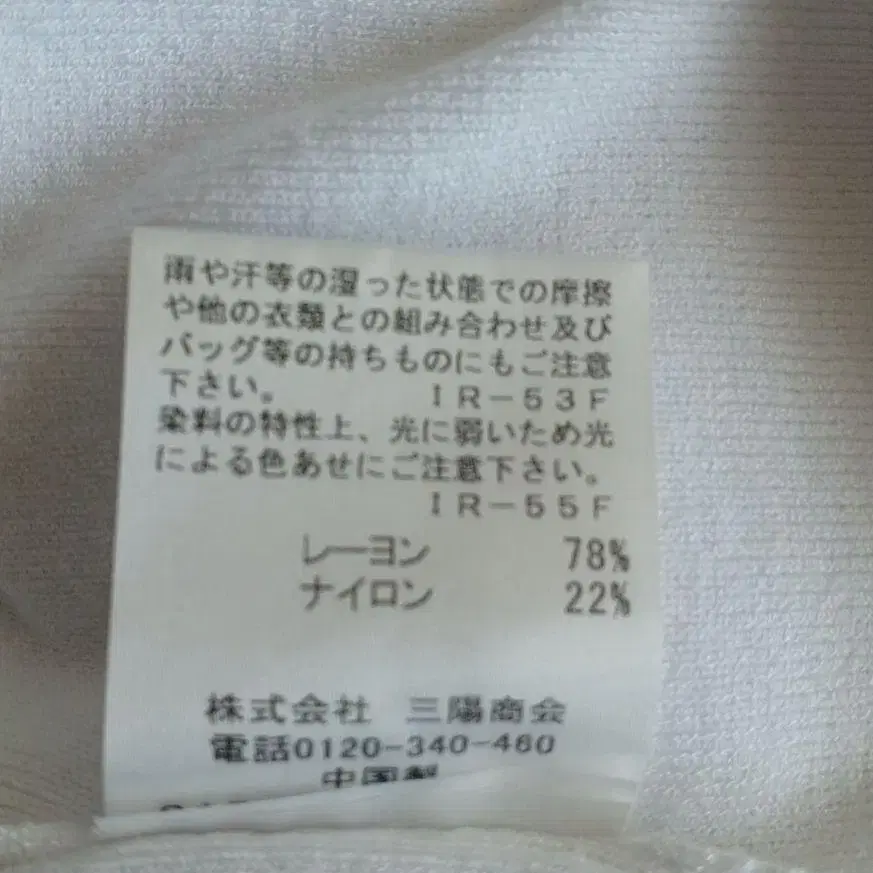 雨や汗等の湿った状態での摩擦
や他の衣類との組み合わせ及び
バッグ等の持ちものにもご注意
下さい。 IR-53F
染料の特性上、光に弱いため光
による色あせにご注意下さい。
IR-55F
レーヨン 78%
ナイロン 22%
株式会社 三陽商会
電話0120-340-460
中国製